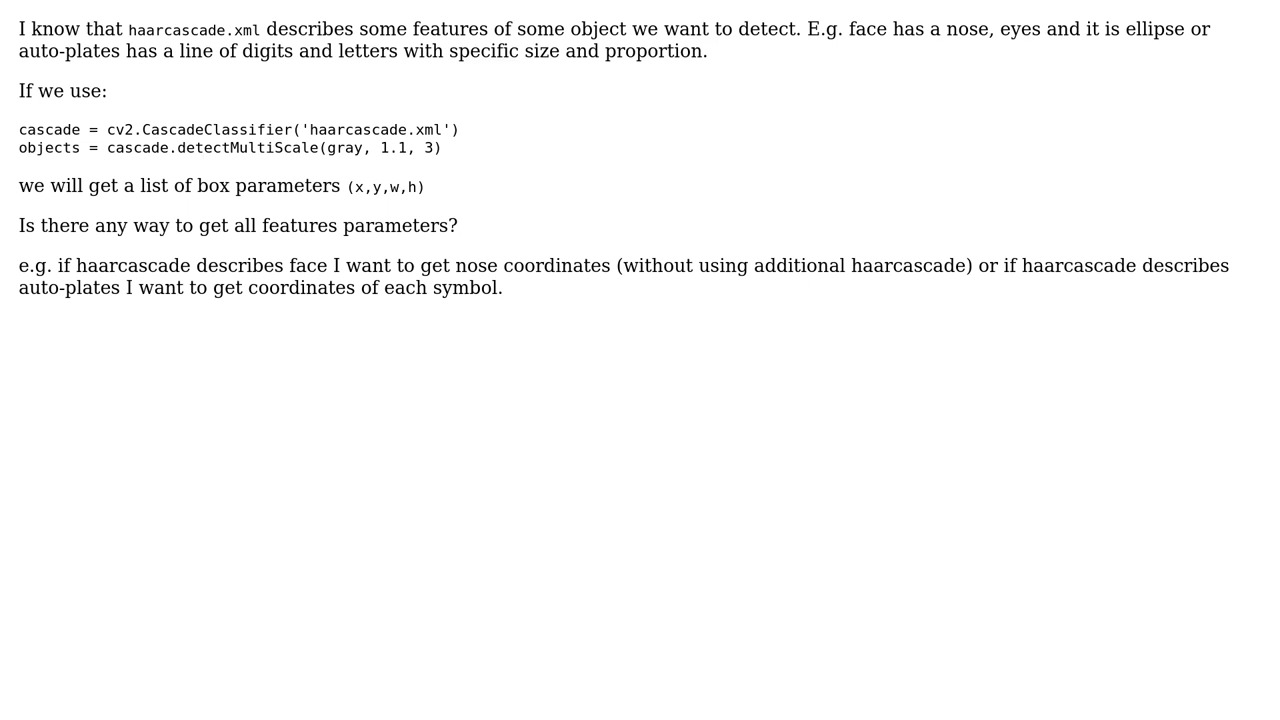 I know that haarcascade.xml describes some features of some object we want to detect. E.g. face has a nose, eyes and it is ellipse or
auto-plates has a line of digits and letters with specific size and proportion.
If we use:
cascade = cv2.CascadeClassifier('haarcascade.xml')
objects = cascade.detectMultiScale(gray, 1.1, 3)
we will get a list of box parameters (x,y,w,h)
Is there any way to get all features parameters?
e.g. if haarcascade describes face I want to get nose coordinates (without using additional haarcascade) or if haarcascade describes
auto-plates I want to get coordinates of each symbol.